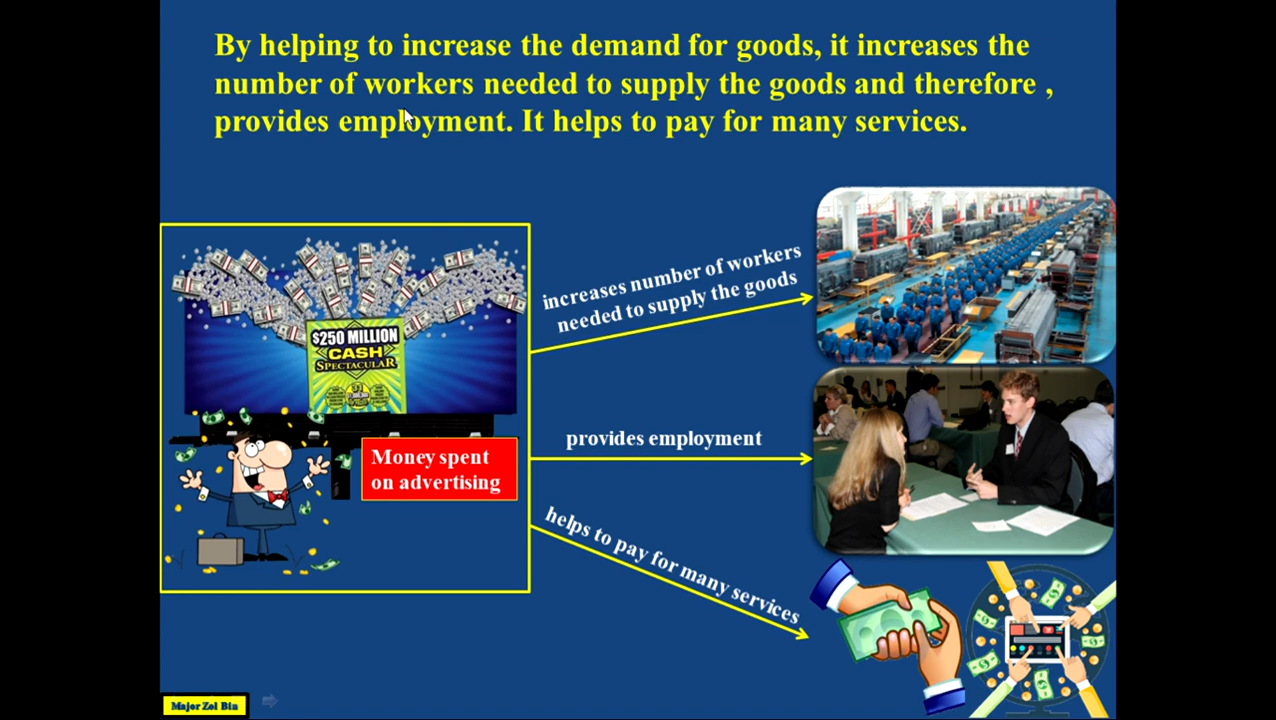 By helping to increase the demand for goods, it increases the
number of workers needed to supply the goods and therefore ,
provides employment. It helps to pay for many services.
increases number of workers
needed to supply the goods
$250 MILLION
CASH
SPECTACULAR
Money spent
on advertising
provides employment
helps to pay for many services
Major Zol Bin